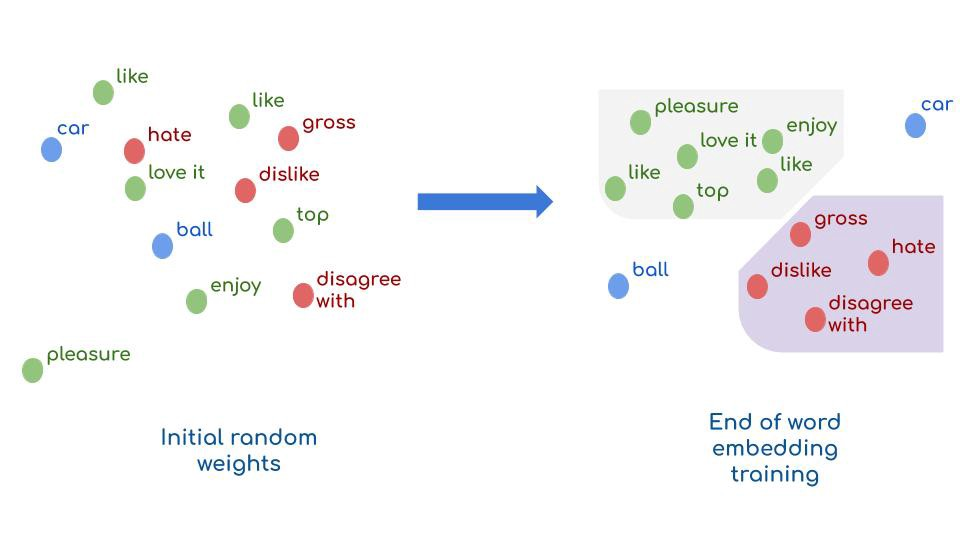 like
like
car
gross
hate
love it
dislike
top
ball
enjoy
disagree
with
pleasure
Initial random
weights
pleasure
car
enjoy
love it
like
like
top
gross
hate
ball
dislike
disagree
with
End of word
embedding
training